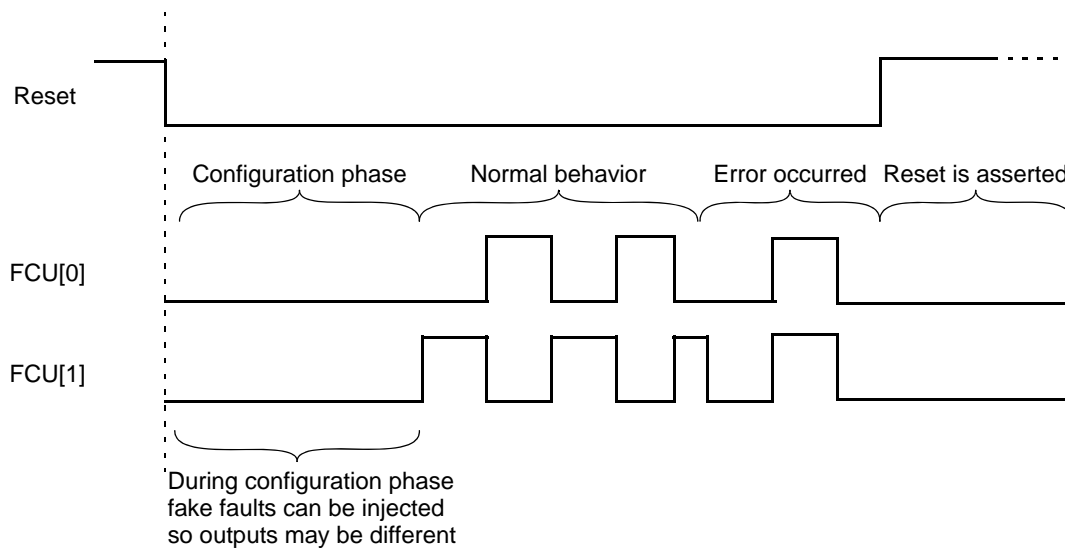 Reset
Configuration phase
Normal behavior
Error occurred
Reset is asserted
FCU[0]
FCU[1]
During configuration phase
fake faults can be injected
so outputs may be different